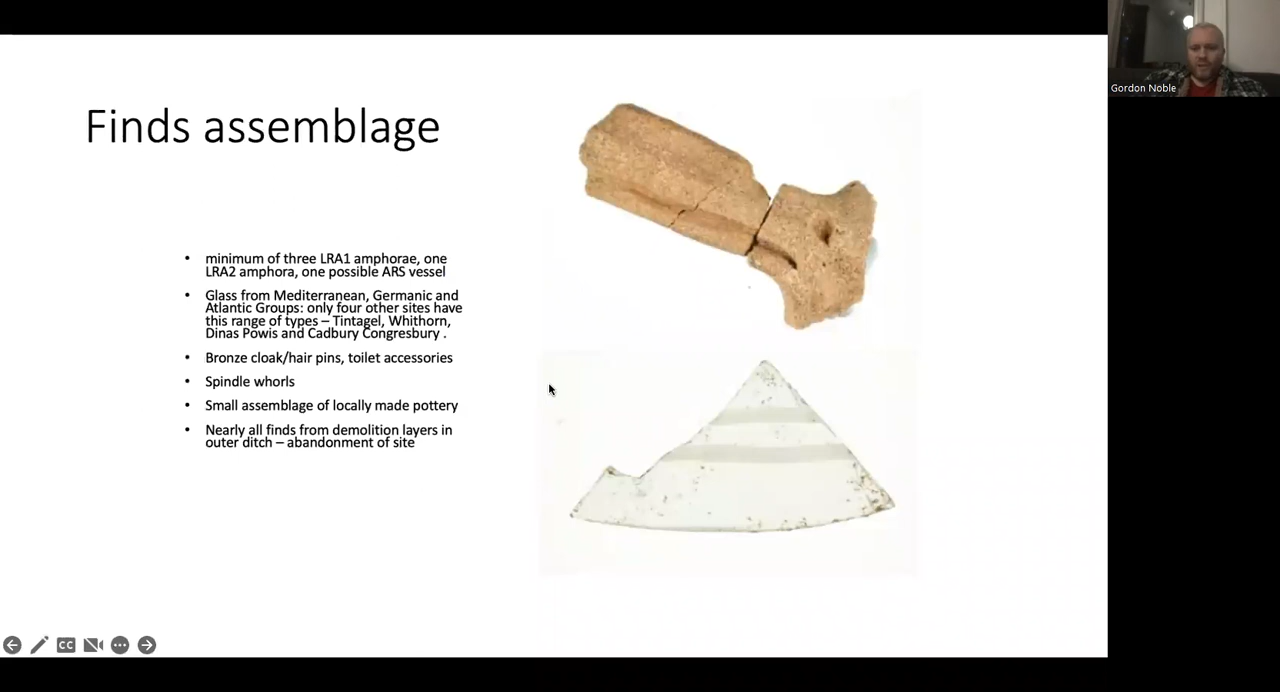 Finds assemblage
• minimum of three LRA1 amphorae, one
LRA2 amphora, one possible ARS vessel
• Glass from Mediterranean, Germanic and
Atlantic Groups: only four other sites have
this range of types – Tintagel, Whithorn,
Dinas Powis and Cadbury Congresbury .
• Bronze cloak/hair pins, toilet accessories
• Spindle whorls
• Small assemblage of locally made pottery
• Nearly all finds from demolition layers in
outer ditch – abandonment of site
Gordon Noble
CC